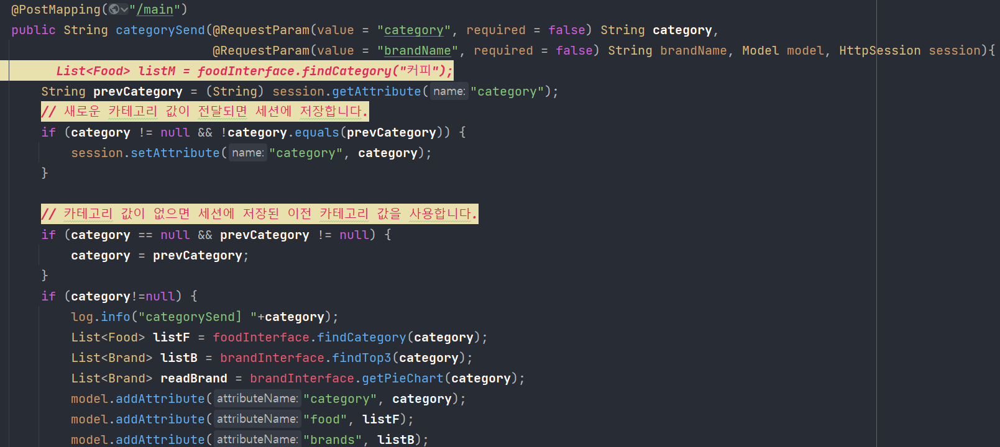 @PostMapping("/main")
public String categorySend(@RequestParam(value = "category", required = false) String category,
@RequestParam(value = "brandName", required = false) String brandName, Model model, HttpSession session){
//        List<Food> listM = foodInterface.findCategory("커피");
String prevCategory = (String) session.getAttribute( name: "category");
// 새로운 카테고리 값이 전달되면 세션에 저장합니다.
if (category != null && !category.equals(prevCategory)) {
session.setAttribute( name: "category", category);
}
// 카테고리 값이 없으면 세션에 저장된 이전 카테고리 값을 사용합니다.
if (category == null && prevCategory != null) {
category = prevCategory;
}
if (category!=null) {
log.info("categorySend] "+category);
List<Food> listF = foodInterface.findCategory(category);
List<Brand> listB = brandInterface.findTop3(category);
List<Brand> readBrand = brandInterface.getPieChart(category);
model.addAttribute( attributeName: "category", category);
model.addAttribute( attributeName: "food", listF);
model.addAttribute( attributeName: "brands", listB);